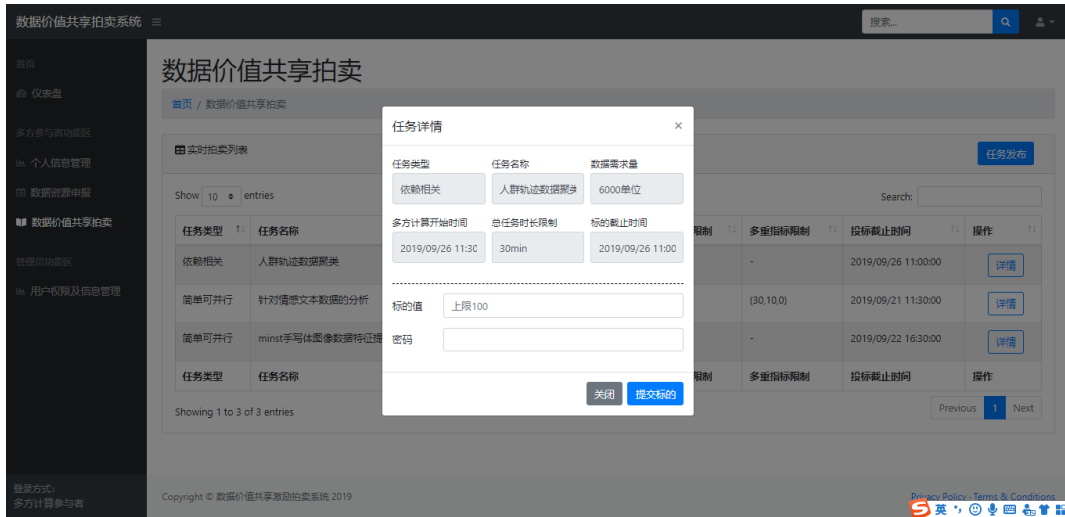 数据价值共享拍卖系统
搜索...
首页
仪表盘
多方参与者功能区
个人信息管理
数据资源申报
数据价值共享拍卖
管理员功能区
用户权限及信息管理
登录方式:
多方计算参与者
数据价值共享拍卖
首页 / 数据价值共享拍卖
实时拍卖列表
任务发布
Show 10 entries
Search:
任务类型 任务名称 限制 多重指标限制 投标截止时间 操作
依赖相关 人群轨迹数据聚类 - 2019/09/26 11:00:00 详情
简单可并行 针对情感文本数据的分析 (30,10,0) 2019/09/21 11:30:00 详情
简单可并行 minst手写体图像数据特征提 - 2019/09/22 16:30:00 详情
任务类型 任务名称 限制 多重指标限制 投标截止时间 操作
Showing 1 to 3 of 3 entries
Previous 1 Next
任务详情 ×
任务类型 任务名称 数据需求量
依赖相关 人群轨迹数据聚类 6000单位
多方计算开始时间 总任务时长限制 标的截止时间
2019/09/26 11:30 30min 2019/09/26 11:00
标的值 上限100
密码
关闭 提交标的
Copyright © 数据价值共享激励拍卖系统 2019
Privacy Policy · Terms & Conditions
英